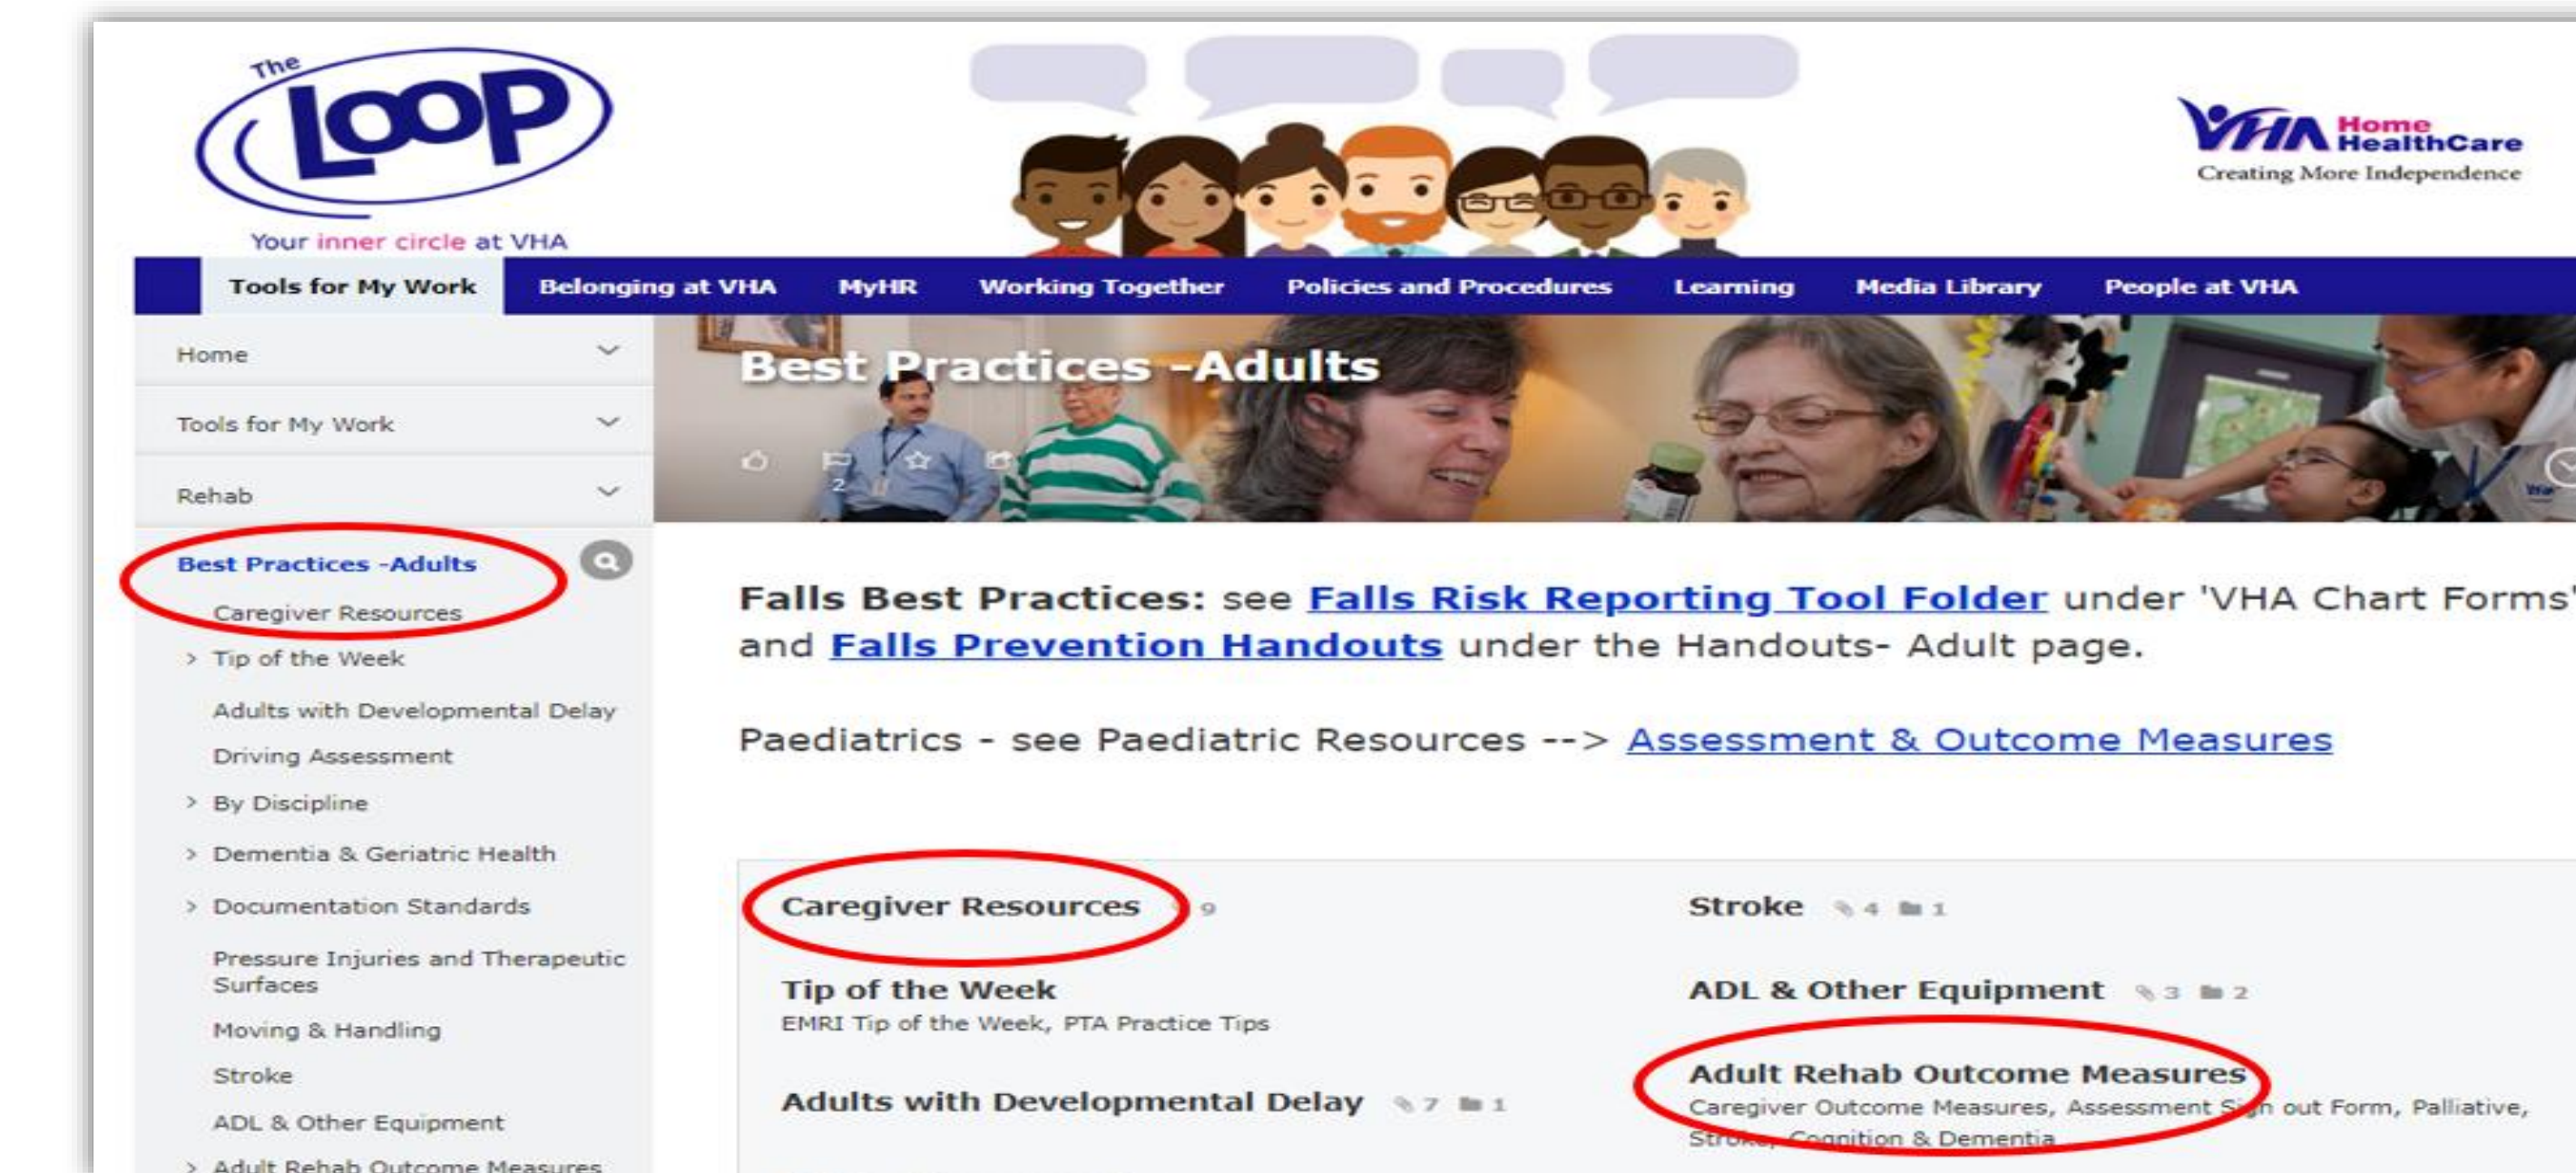 The
LOOP
Your inner circle at VHA
VHA Home
HealthCare
Creating More Independence
Tools for My Work Belonging at VHA MyHR Working Together Policies and Procedures Learning Media Library People at VHA
Home
Tools for My Work
Rehab
Best Practices -Adults
Caregiver Resources
> Tip of the Week
Adults with Developmental Delay
Driving Assessment
> By Discipline
> Dementia & Geriatric Health
> Documentation Standards
Pressure Injuries and Therapeutic
Surfaces
Moving & Handling
Stroke
ADL & Other Equipment
> Adult Rehab Outcome Measures
Best Practices -Adults
2
Falls Best Practices: see Falls Risk Reporting Tool Folder under 'VHA Chart Forms'
and Falls Prevention Handouts under the Handouts- Adult page.
Paediatrics - see Paediatric Resources --> Assessment & Outcome Measures
Caregiver Resources 9
Tip of the Week
EMRI Tip of the Week, PTA Practice Tips
Adults with Developmental Delay 7 1
Stroke 4 1
ADL & Other Equipment 3 2
Adult Rehab Outcome Measures
Caregiver Outcome Measures, Assessment Sign out Form, Palliative,
Stroke, Cognition & Dementia